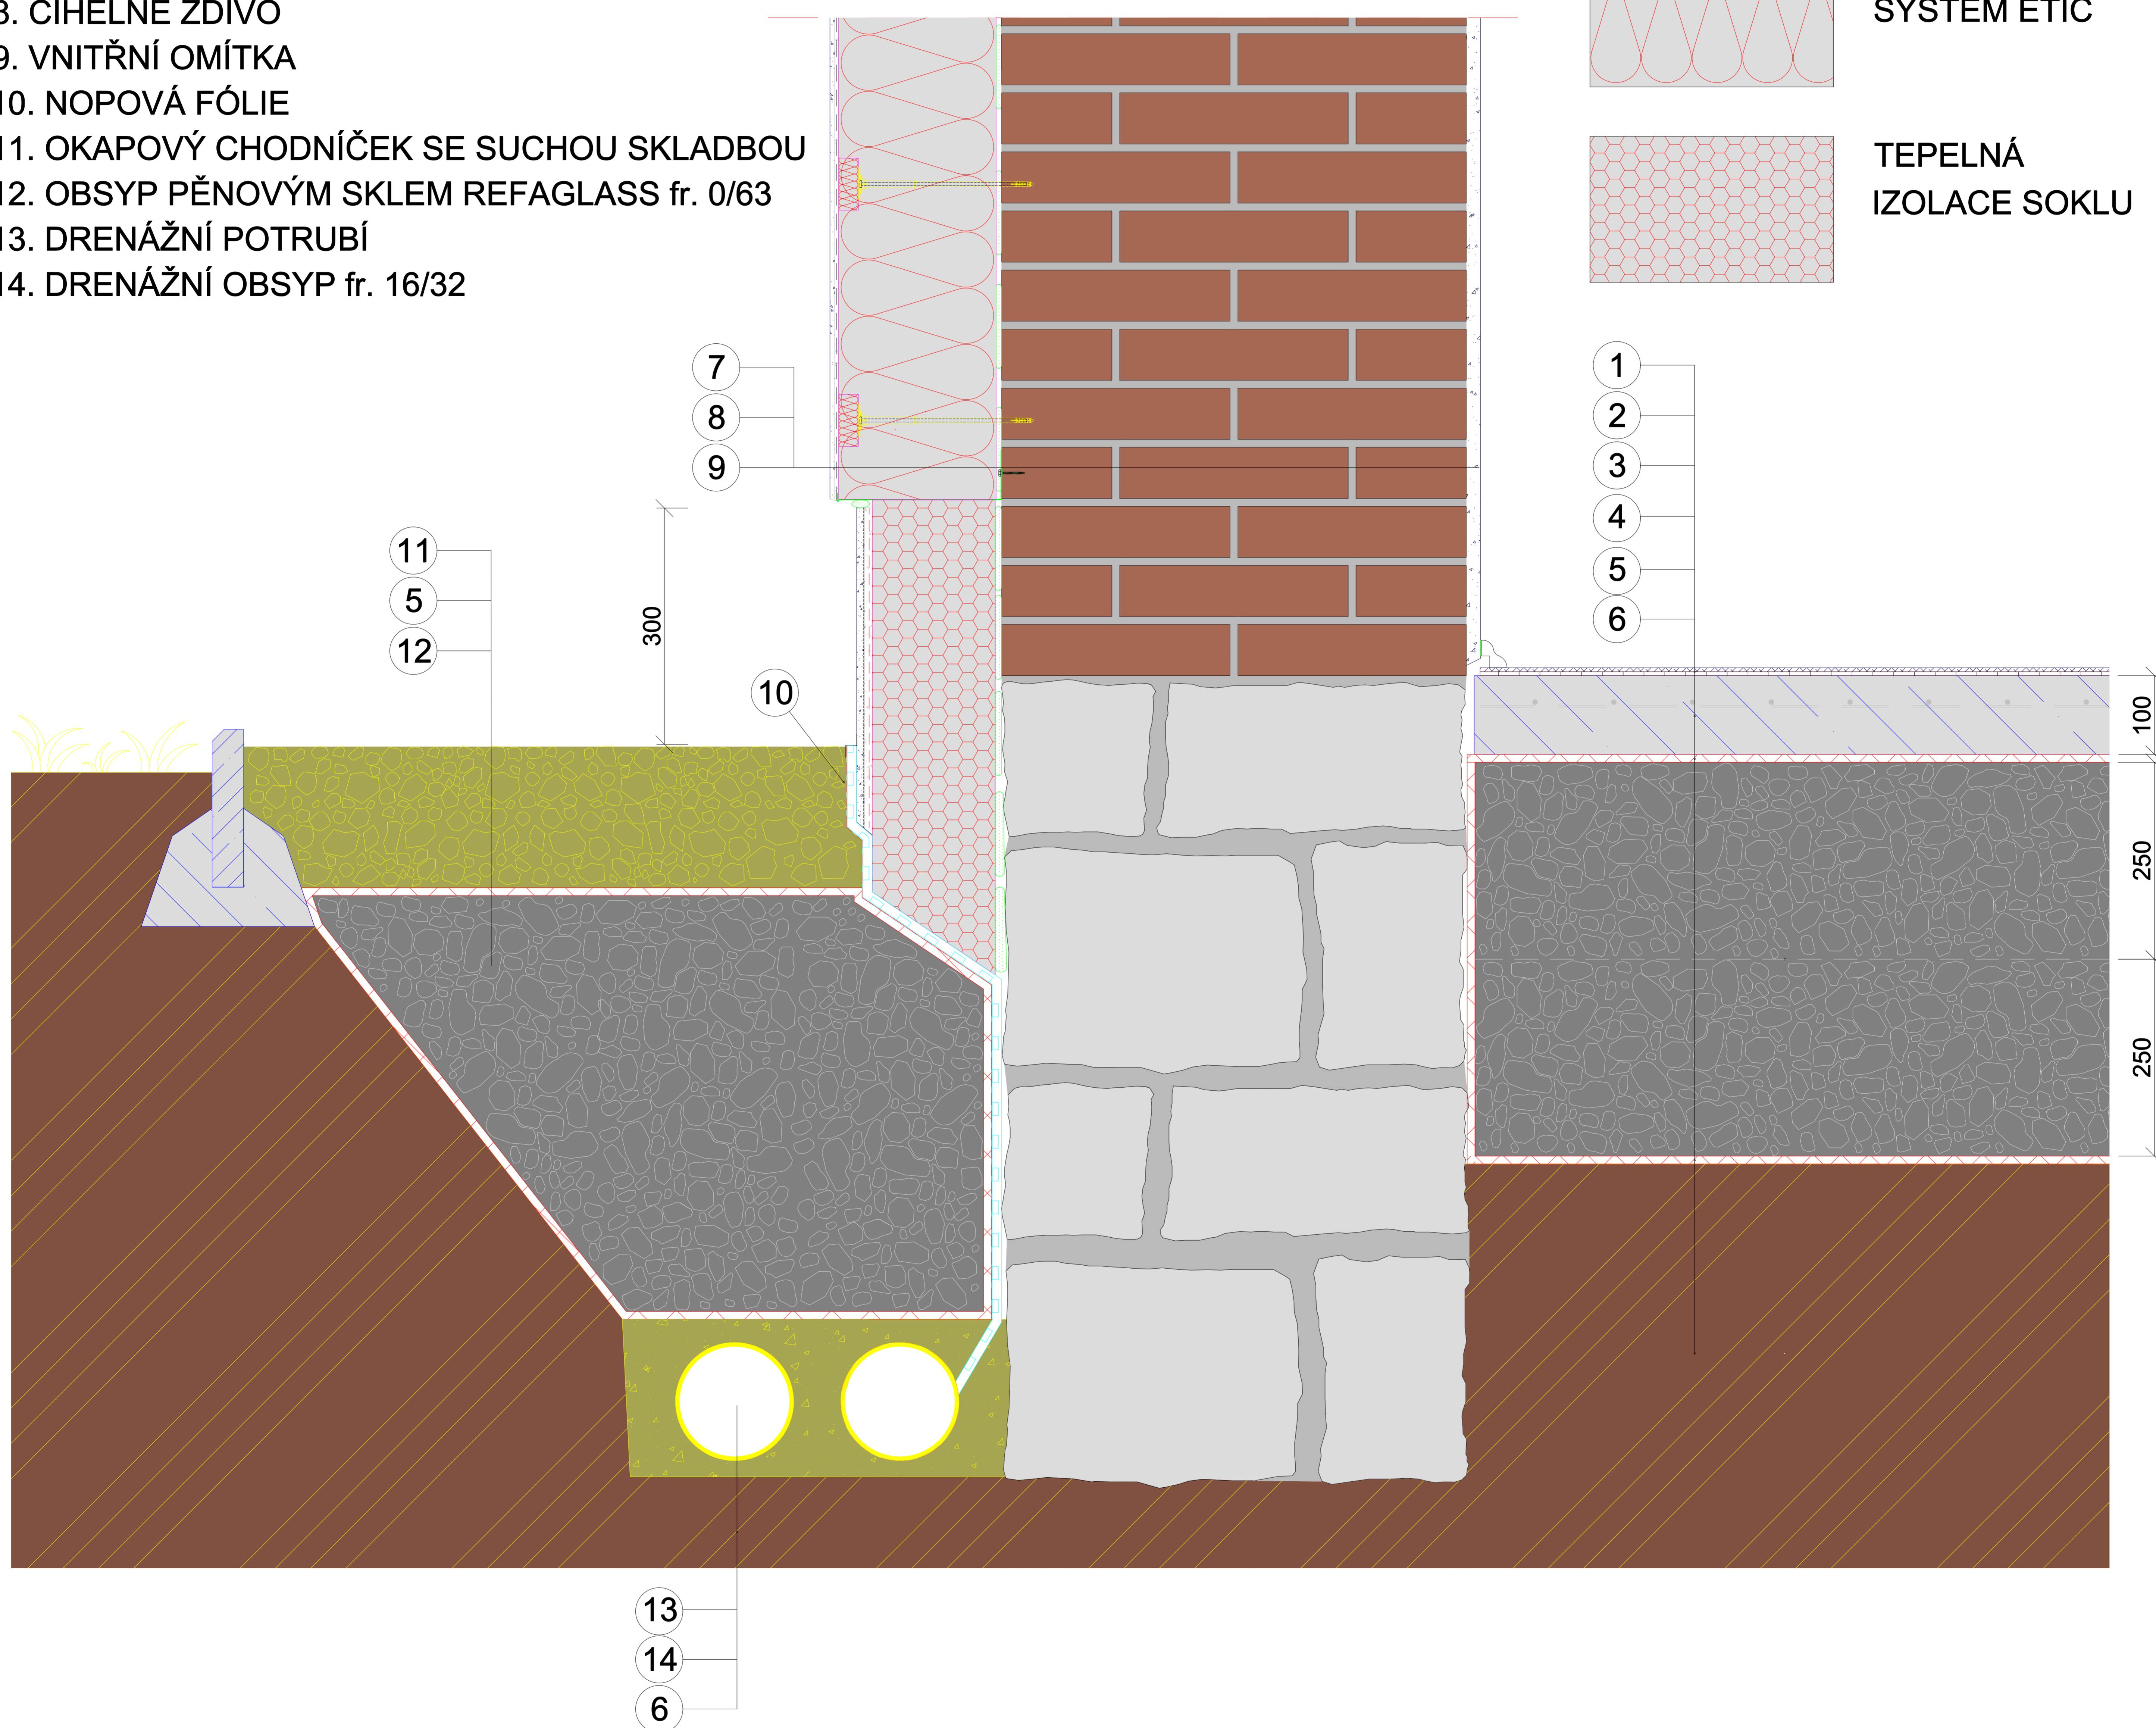 8. CIHELNÉ ZDIVO
9. VNITŘNÍ OMÍTKA
10. NOPOVÁ FÓLIE
11. OKAPOVÝ CHODNÍČEK SE SUCHOU SKLADBOU
12. OBSYP PĚNOVÝM SKLEM REFAGLASS fr. 0/63
13. DRENÁŽNÍ POTRUBÍ
14. DRENÁŽNÍ OBSYP fr. 16/32
SYSTÉM ETIC
TEPELNÁ
IZOLACE SOKLU
7
8
9
1
2
3
4
5
6
11
5
12
300
10
100
250
250
13
14
6